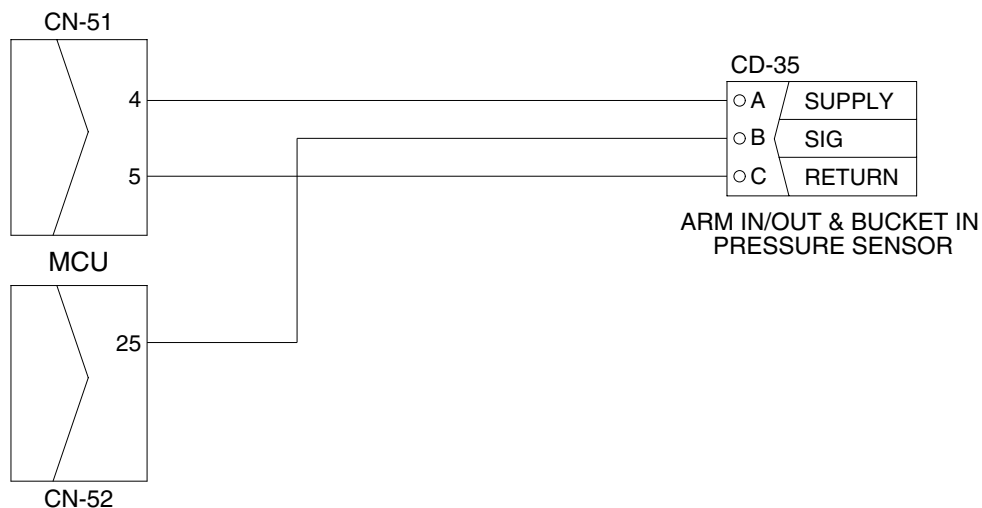 CN-51
4
5
MCU
25
CN-52
CD-35
A SUPPLY
B SIG
C RETURN
ARM IN/OUT & BUCKET IN
PRESSURE SENSOR